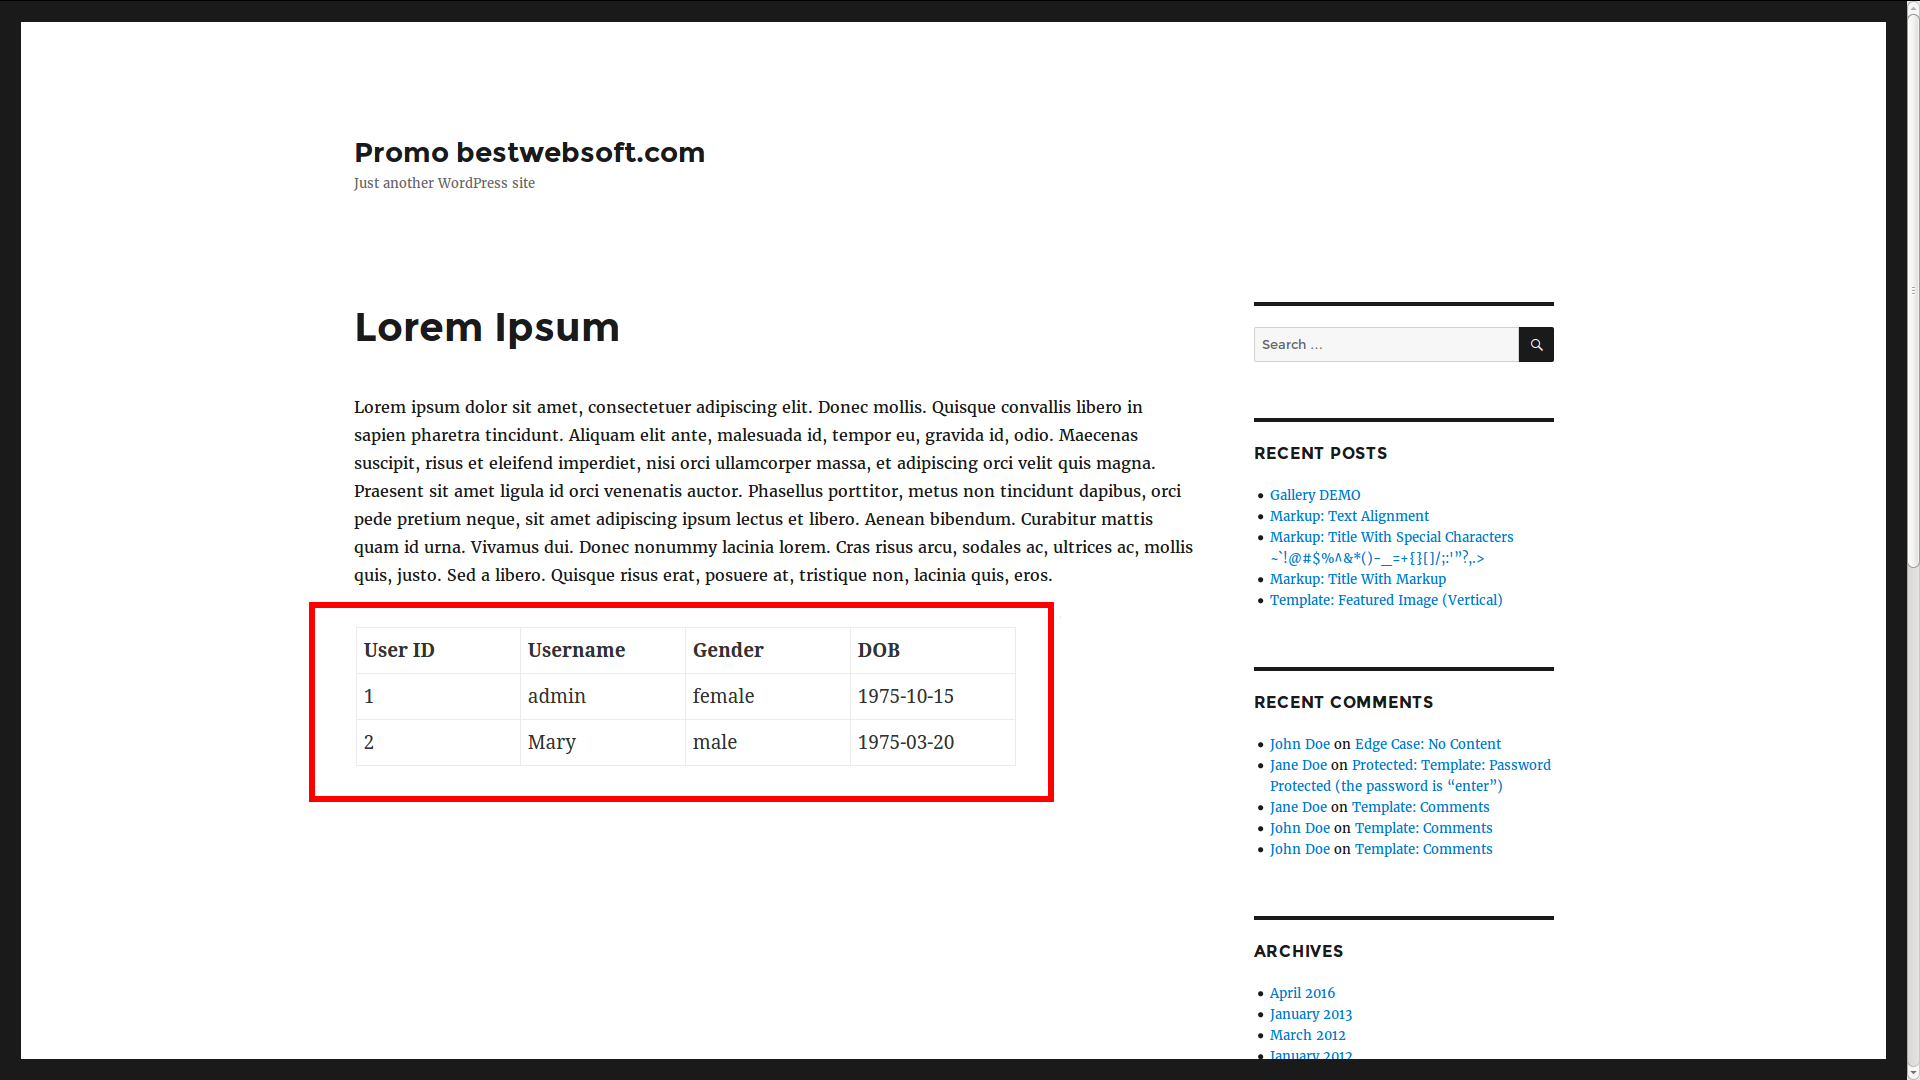 Promo bestwebsoft.com
Just another WordPress site
Lorem Ipsum
Lorem ipsum dolor sit amet, consectetuer adipiscing elit. Donec mollis. Quisque convallis libero in
sapien pharetra tincidunt. Aliquam elit ante, malesuada id, tempor eu, gravida id, odio. Maecenas
suscipit, risus et eleifend imperdiet, nisi orci ullamcorper massa, et adipiscing orci velit quis magna.
Praesent sit amet ligula id orci venenatis auctor. Phasellus porttitor, metus non tincidunt dapibus, orci
pede pretium neque, sit amet adipiscing ipsum lectus et libero. Aenean bibendum. Curabitur mattis
quam id urna. Vivamus dui. Donec nonummy lacinia lorem. Cras risus arcu, sodales ac, ultrices ac, mollis
quis, justo. Sed a libero. Quisque risus erat, posuere at, tristique non, lacinia quis, eros.
User ID Username Gender DOB
1 admin female 1975-10-15
2 Mary male 1975-03-20
Search …
RECENT POSTS
Gallery DEMO
Markup: Text Alignment
Markup: Title With Special Characters
~`!@#$%^&*()-_=+{}[]/;:'”?,.>
Markup: Title With Markup
Template: Featured Image (Vertical)
RECENT COMMENTS
John Doe on Edge Case: No Content
Jane Doe on Protected: Template: Password
Protected (the password is “enter”)
Jane Doe on Template: Comments
John Doe on Template: Comments
John Doe on Template: Comments
ARCHIVES
April 2016
January 2013
March 2012
January 2012